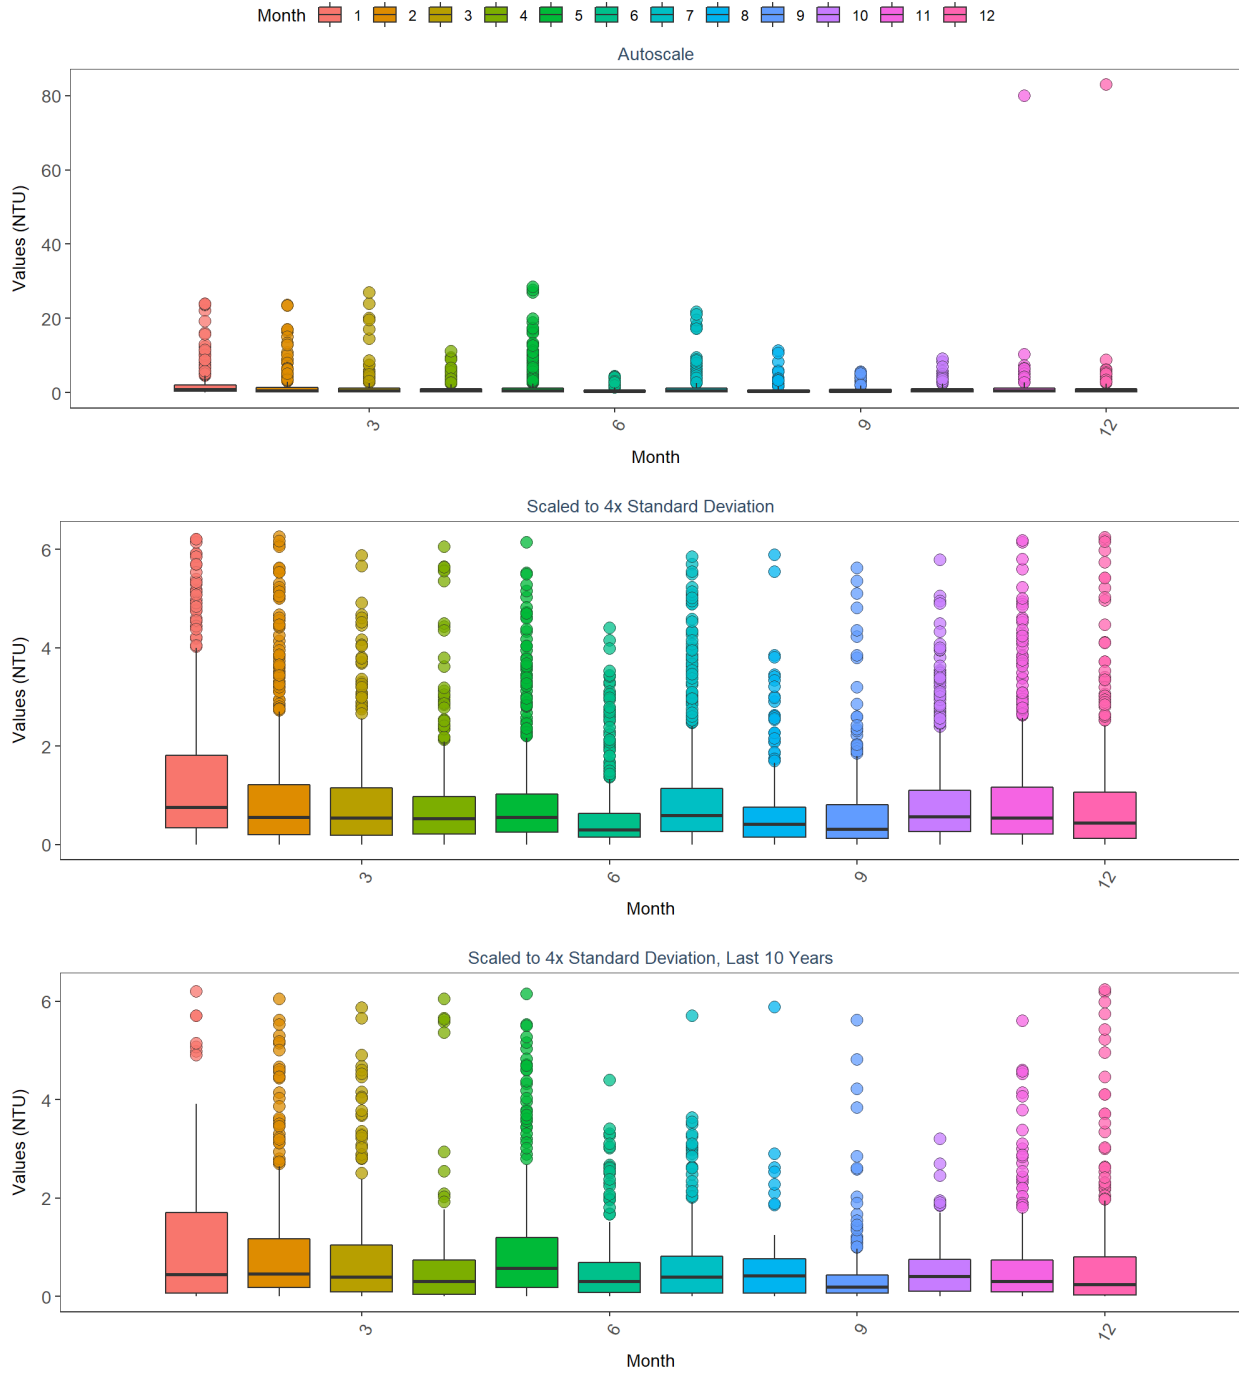 Month 1 2 3 4 5 6 7 8 9 10 11 12
Autoscale
Values (NTU)
80
60
40
20
0
3 6 9 12
Month
Scaled to 4x Standard Deviation
Values (NTU)
6
4
2
0
3 6 9 12
Month
Scaled to 4x Standard Deviation, Last 10 Years
Values (NTU)
6
4
2
0
3 6 9 12
Month